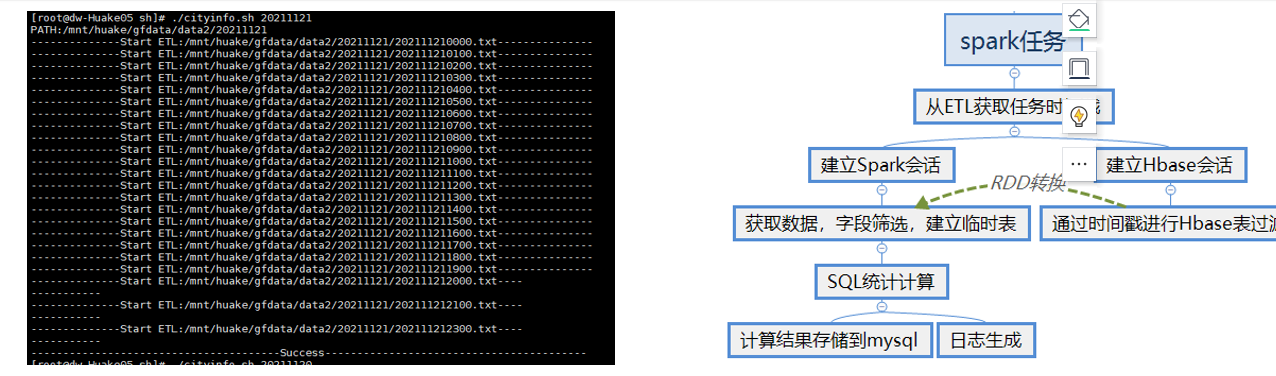 [root@dw-Huake05 sh]# ./cityinfo.sh 20211121
PATH:/mnt/huake/gfdata/data2/20211121
--------------Start ETL:/mnt/huake/gfdata/data2/20211121/202111210000.txt---------------
--------------Start ETL:/mnt/huake/gfdata/data2/20211121/202111210100.txt---------------
--------------Start ETL:/mnt/huake/gfdata/data2/20211121/202111210200.txt---------------
--------------Start ETL:/mnt/huake/gfdata/data2/20211121/202111210300.txt---------------
--------------Start ETL:/mnt/huake/gfdata/data2/20211121/202111210400.txt---------------
--------------Start ETL:/mnt/huake/gfdata/data2/20211121/202111210500.txt---------------
--------------Start ETL:/mnt/huake/gfdata/data2/20211121/202111210600.txt---------------
--------------Start ETL:/mnt/huake/gfdata/data2/20211121/202111210700.txt---------------
--------------Start ETL:/mnt/huake/gfdata/data2/20211121/202111210800.txt---------------
--------------Start ETL:/mnt/huake/gfdata/data2/20211121/202111210900.txt---------------
--------------Start ETL:/mnt/huake/gfdata/data2/20211121/202111211000.txt---------------
--------------Start ETL:/mnt/huake/gfdata/data2/20211121/202111211100.txt---------------
--------------Start ETL:/mnt/huake/gfdata/data2/20211121/202111211200.txt---------------
--------------Start ETL:/mnt/huake/gfdata/data2/20211121/202111211300.txt---------------
--------------Start ETL:/mnt/huake/gfdata/data2/20211121/202111211400.txt---------------
--------------Start ETL:/mnt/huake/gfdata/data2/20211121/202111211500.txt---------------
--------------Start ETL:/mnt/huake/gfdata/data2/20211121/202111211600.txt---------------
--------------Start ETL:/mnt/huake/gfdata/data2/20211121/202111211700.txt---------------
--------------Start ETL:/mnt/huake/gfdata/data2/20211121/202111211800.txt---------------
--------------Start ETL:/mnt/huake/gfdata/data2/20211121/202111211900.txt---------------
--------------Start ETL:/mnt/huake/gfdata/data2/20211121/202111212000.txt----
-----------
--------------Start ETL:/mnt/huake/gfdata/data2/20211121/202111212100.txt----
-----------
--------------Start ETL:/mnt/huake/gfdata/data2/20211121/202111212300.txt----
-----------
---------------------------------------Success-----------------------------------------
[root@dw-Huake05 sh]# ./cityinfo.sh 20211120
spark任务
从ETL获取任务时
建立Spark会话
建立Hbase会话
RDD转换
获取数据，字段筛选，建立临时表
通过时间戳进行Hbase表过滤
SQL统计计算
计算结果存储到mysql
日志生成